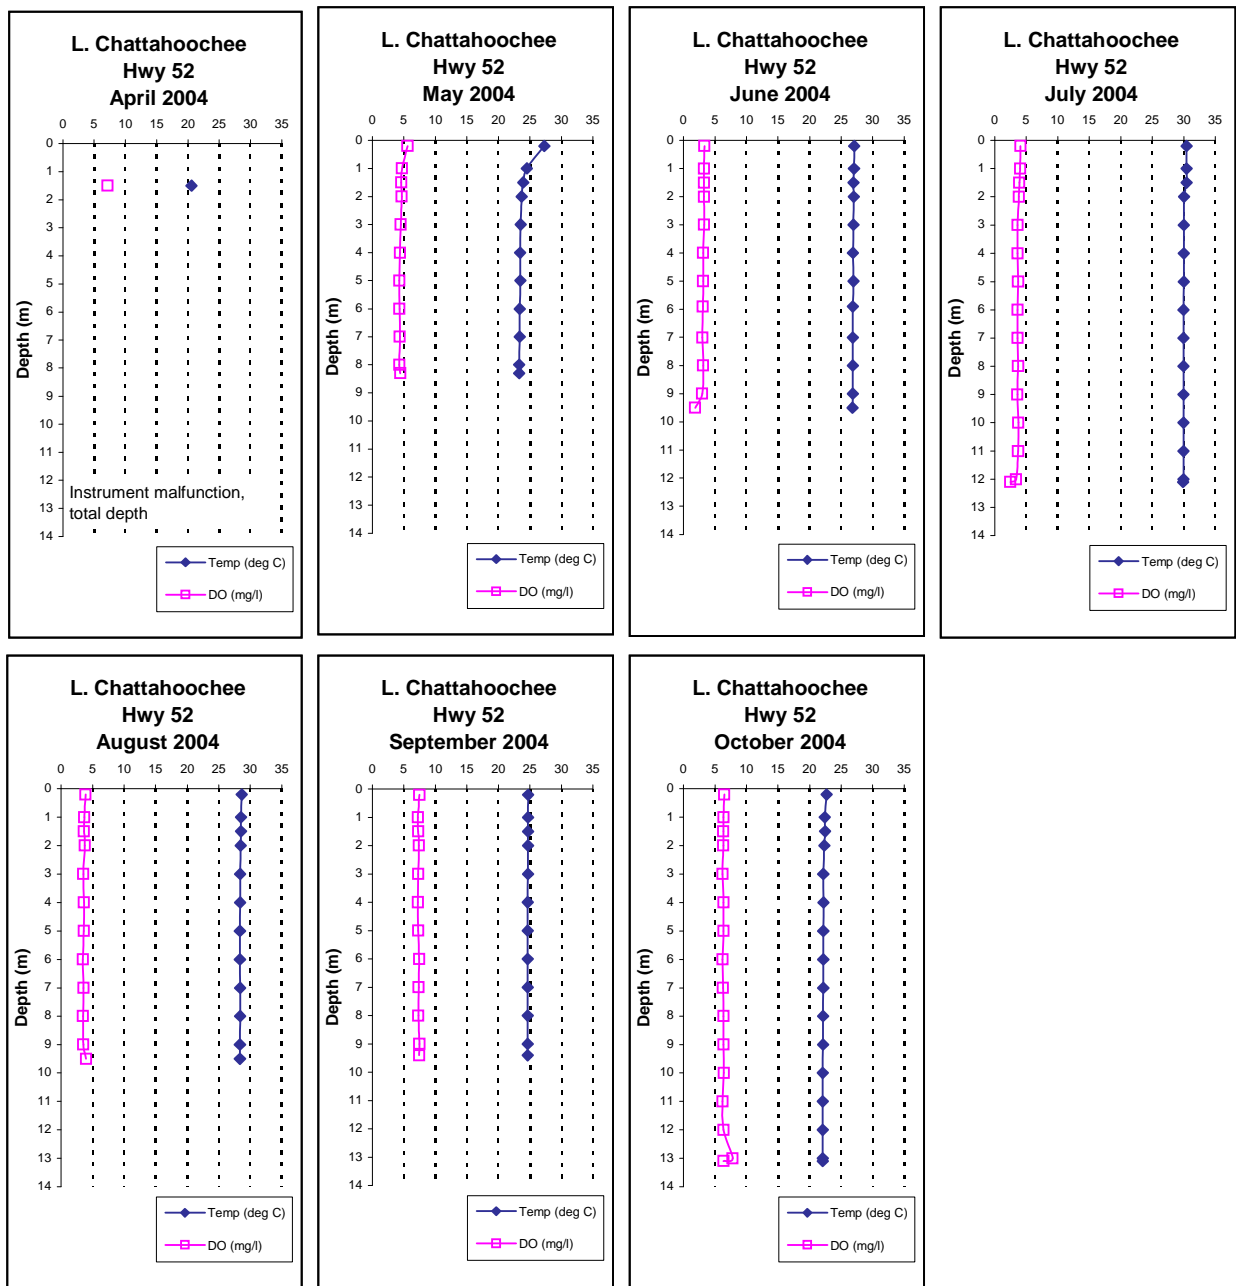 L. Chattahoochee
Hwy 52
April 2004
0 5 10 15 20 25 30 35
0
1
2
3
4
5
6
7
8
9
10
11
12
13
14
Depth (m)
Instrument malfunction,
total depth
Temp (deg C)
DO (mg/l)
L. Chattahoochee
Hwy 52
May 2004
0 5 10 15 20 25 30 35
0
1
2
3
4
5
6
7
8
9
10
11
12
13
14
Depth (m)
Temp (deg C)
DO (mg/l)
L. Chattahoochee
Hwy 52
June 2004
0 5 10 15 20 25 30 35
0
1
2
3
4
5
6
7
8
9
10
11
12
13
14
Depth (m)
Temp (deg C)
DO (mg/l)
L. Chattahoochee
Hwy 52
July 2004
0 5 10 15 20 25 30 35
0
1
2
3
4
5
6
7
8
9
10
11
12
13
14
Depth (m)
Temp (deg C)
DO (mg/l)
L. Chattahoochee
Hwy 52
August 2004
0 5 10 15 20 25 30 35
0
1
2
3
4
5
6
7
8
9
10
11
12
13
14
Depth (m)
Temp (deg C)
DO (mg/l)
L. Chattahoochee
Hwy 52
September 2004
0 5 10 15 20 25 30 35
0
1
2
3
4
5
6
7
8
9
10
11
12
13
14
Depth (m)
Temp (deg C)
DO (mg/l)
L. Chattahoochee
Hwy 52
October 2004
0 5 10 15 20 25 30 35
0
1
2
3
4
5
6
7
8
9
10
11
12
13
14
Depth (m)
Temp (deg C)
DO (mg/l)